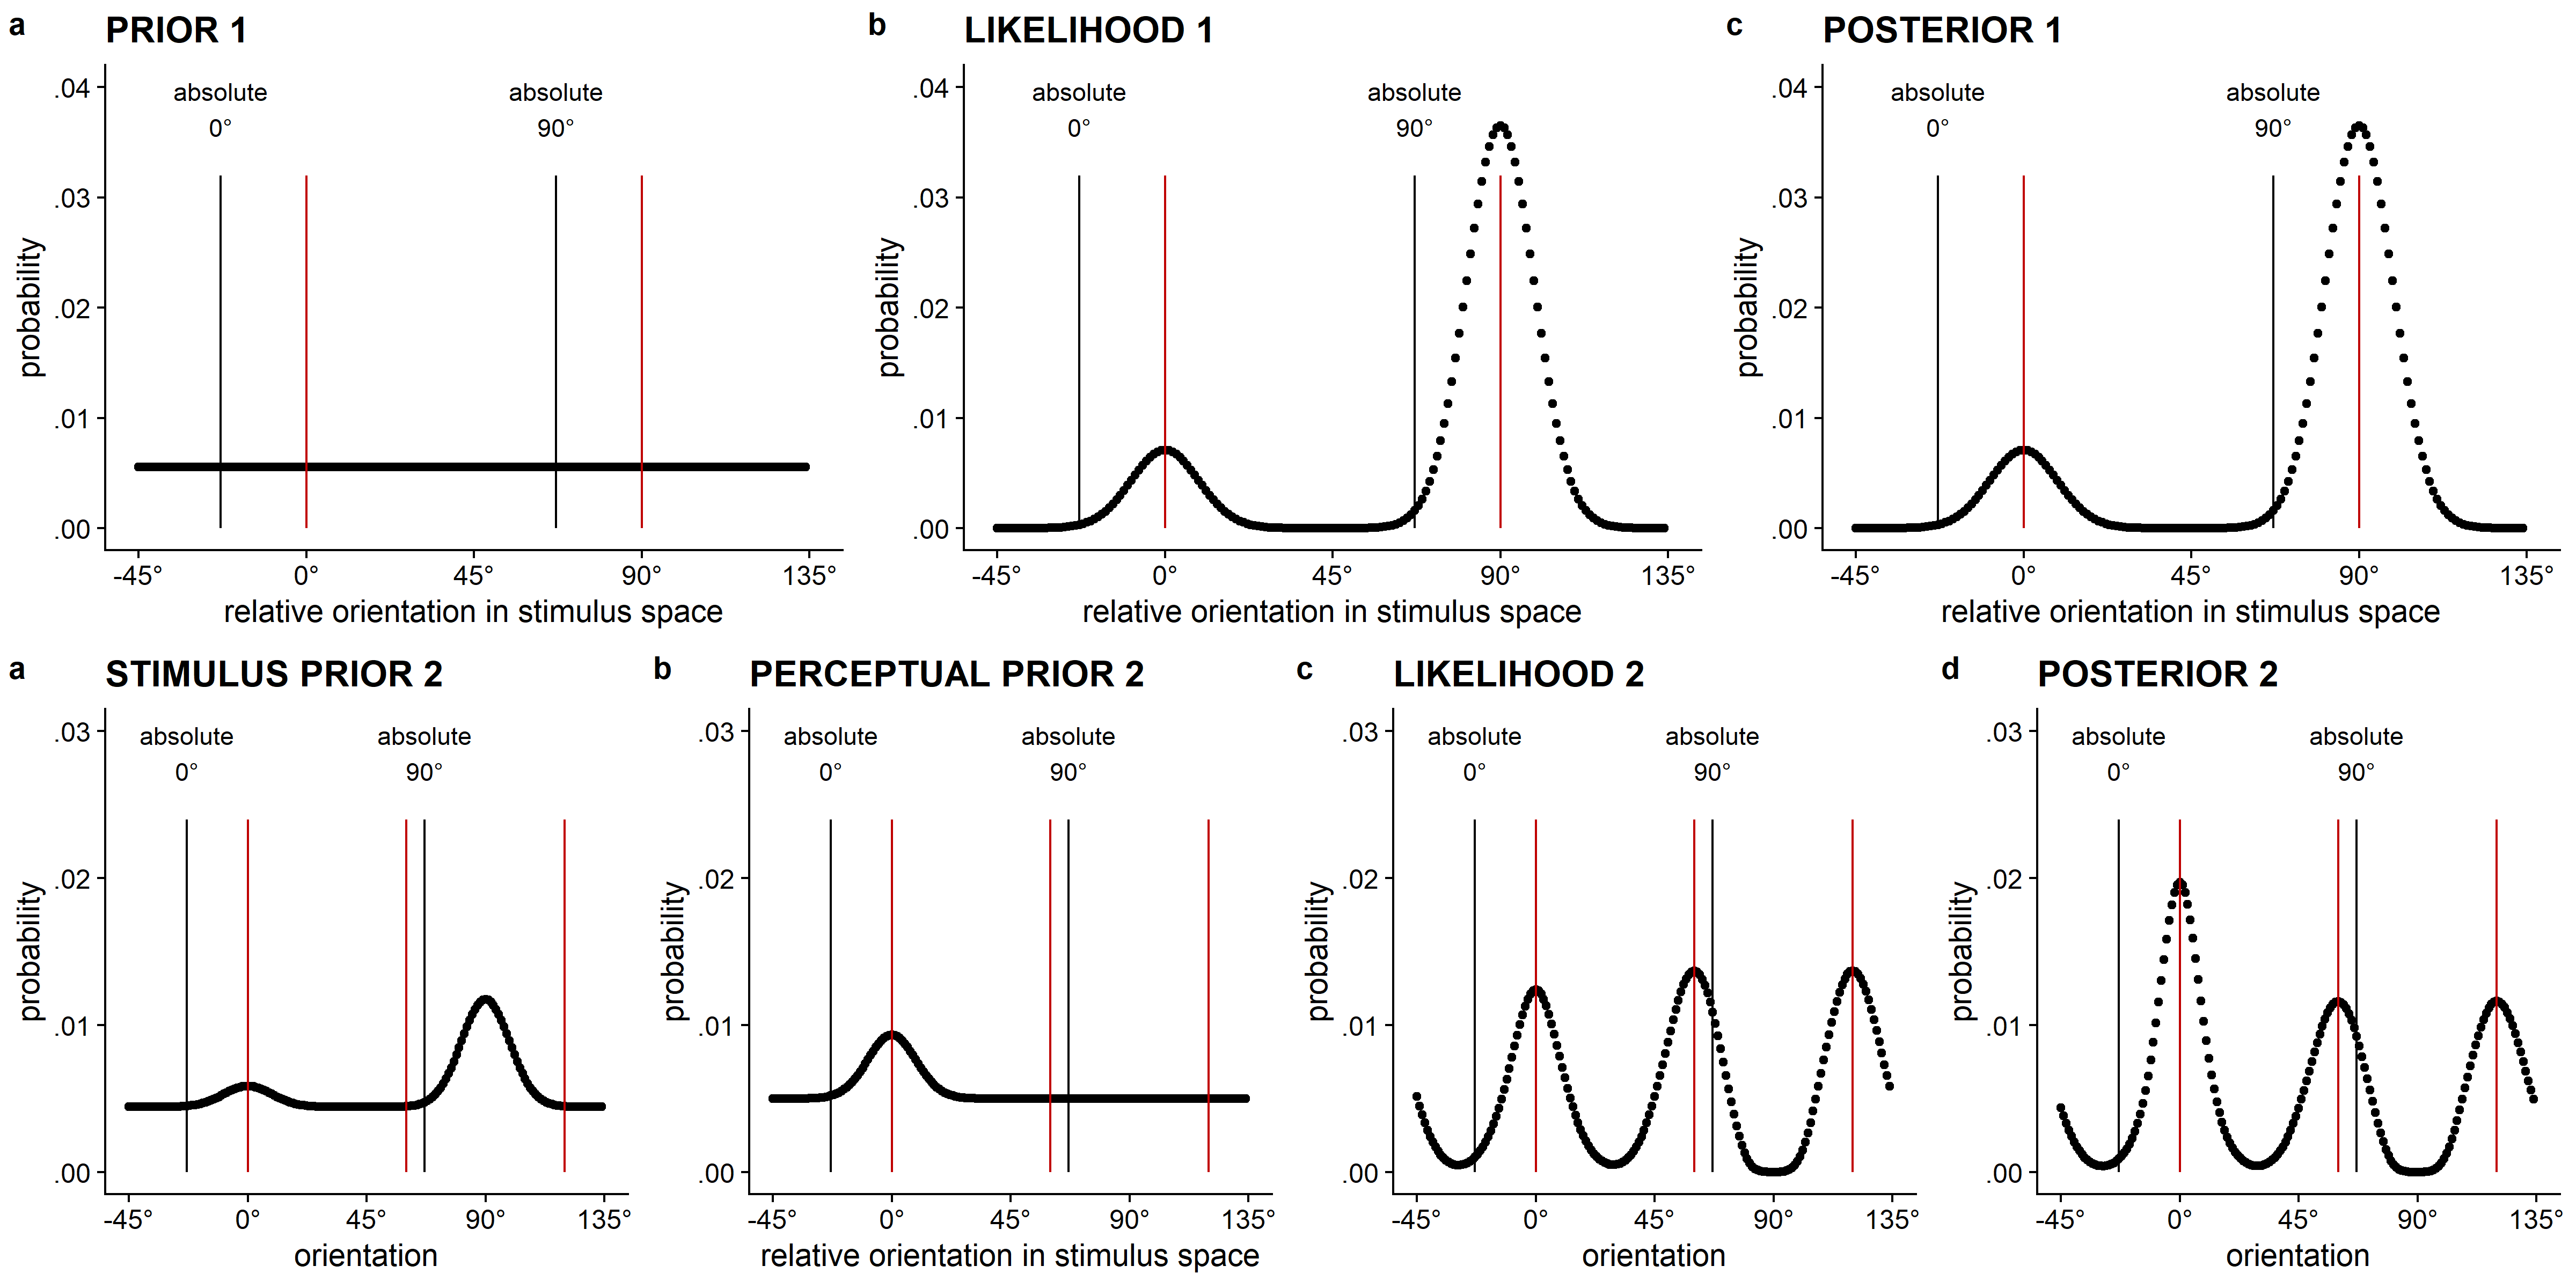 a PRIOR 1
absolute absolute
0° 90°
.04
.03
.02
.01
.00
probability
-45° 0° 45° 90° 135°
relative orientation in stimulus space
b LIKELIHOOD 1
absolute absolute
0° 90°
.04
.03
.02
.01
.00
probability
-45° 0° 45° 90° 135°
relative orientation in stimulus space
c POSTERIOR 1
absolute absolute
0° 90°
.04
.03
.02
.01
.00
probability
-45° 0° 45° 90° 135°
relative orientation in stimulus space
a STIMULUS PRIOR 2
absolute absolute
0° 90°
.03
.02
.01
.00
probability
-45° 0° 45° 90° 135°
orientation
b PERCEPTUAL PRIOR 2
absolute absolute
0° 90°
.03
.02
.01
.00
probability
-45° 0° 45° 90° 135°
relative orientation in stimulus space
c LIKELIHOOD 2
absolute absolute
0° 90°
.03
.02
.01
.00
probability
-45° 0° 45° 90° 135°
orientation
d POSTERIOR 2
absolute absolute
0° 90°
.03
.02
.01
.00
probability
-45° 0° 45° 90° 135°
orientation